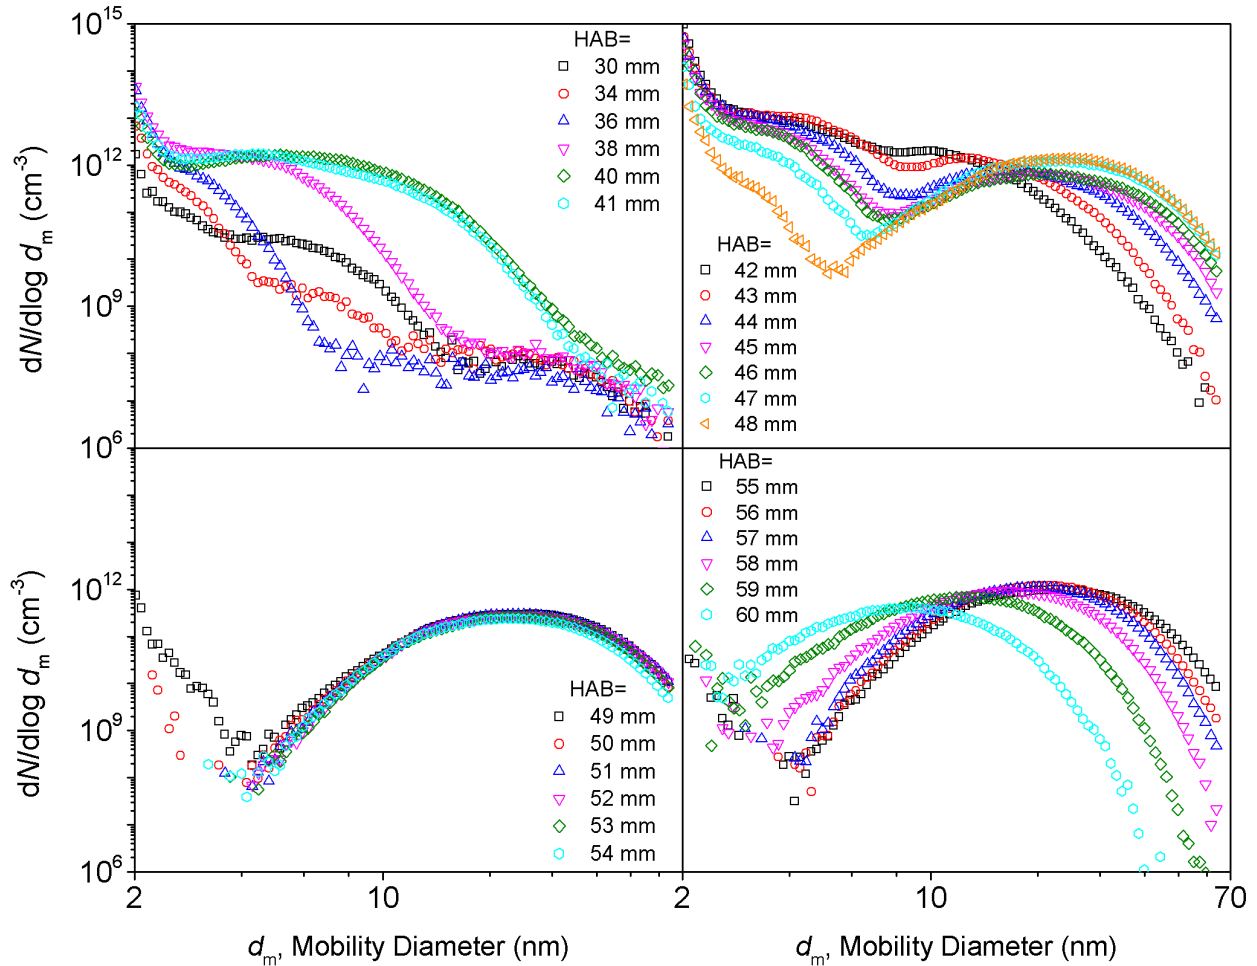 10^15
10^12
10^9
10^6
dN/dlog d_m (cm^-3)
HAB=
30 mm
34 mm
36 mm
38 mm
40 mm
41 mm
HAB=
42 mm
43 mm
44 mm
45 mm
46 mm
47 mm
48 mm
10^12
10^9
10^6
dN/dlog d_m (cm^-3)
HAB=
49 mm
50 mm
51 mm
52 mm
53 mm
54 mm
HAB=
55 mm
56 mm
57 mm
58 mm
59 mm
60 mm
2 10 2 10 70
d_m, Mobility Diameter (nm) d_m, Mobility Diameter (nm)